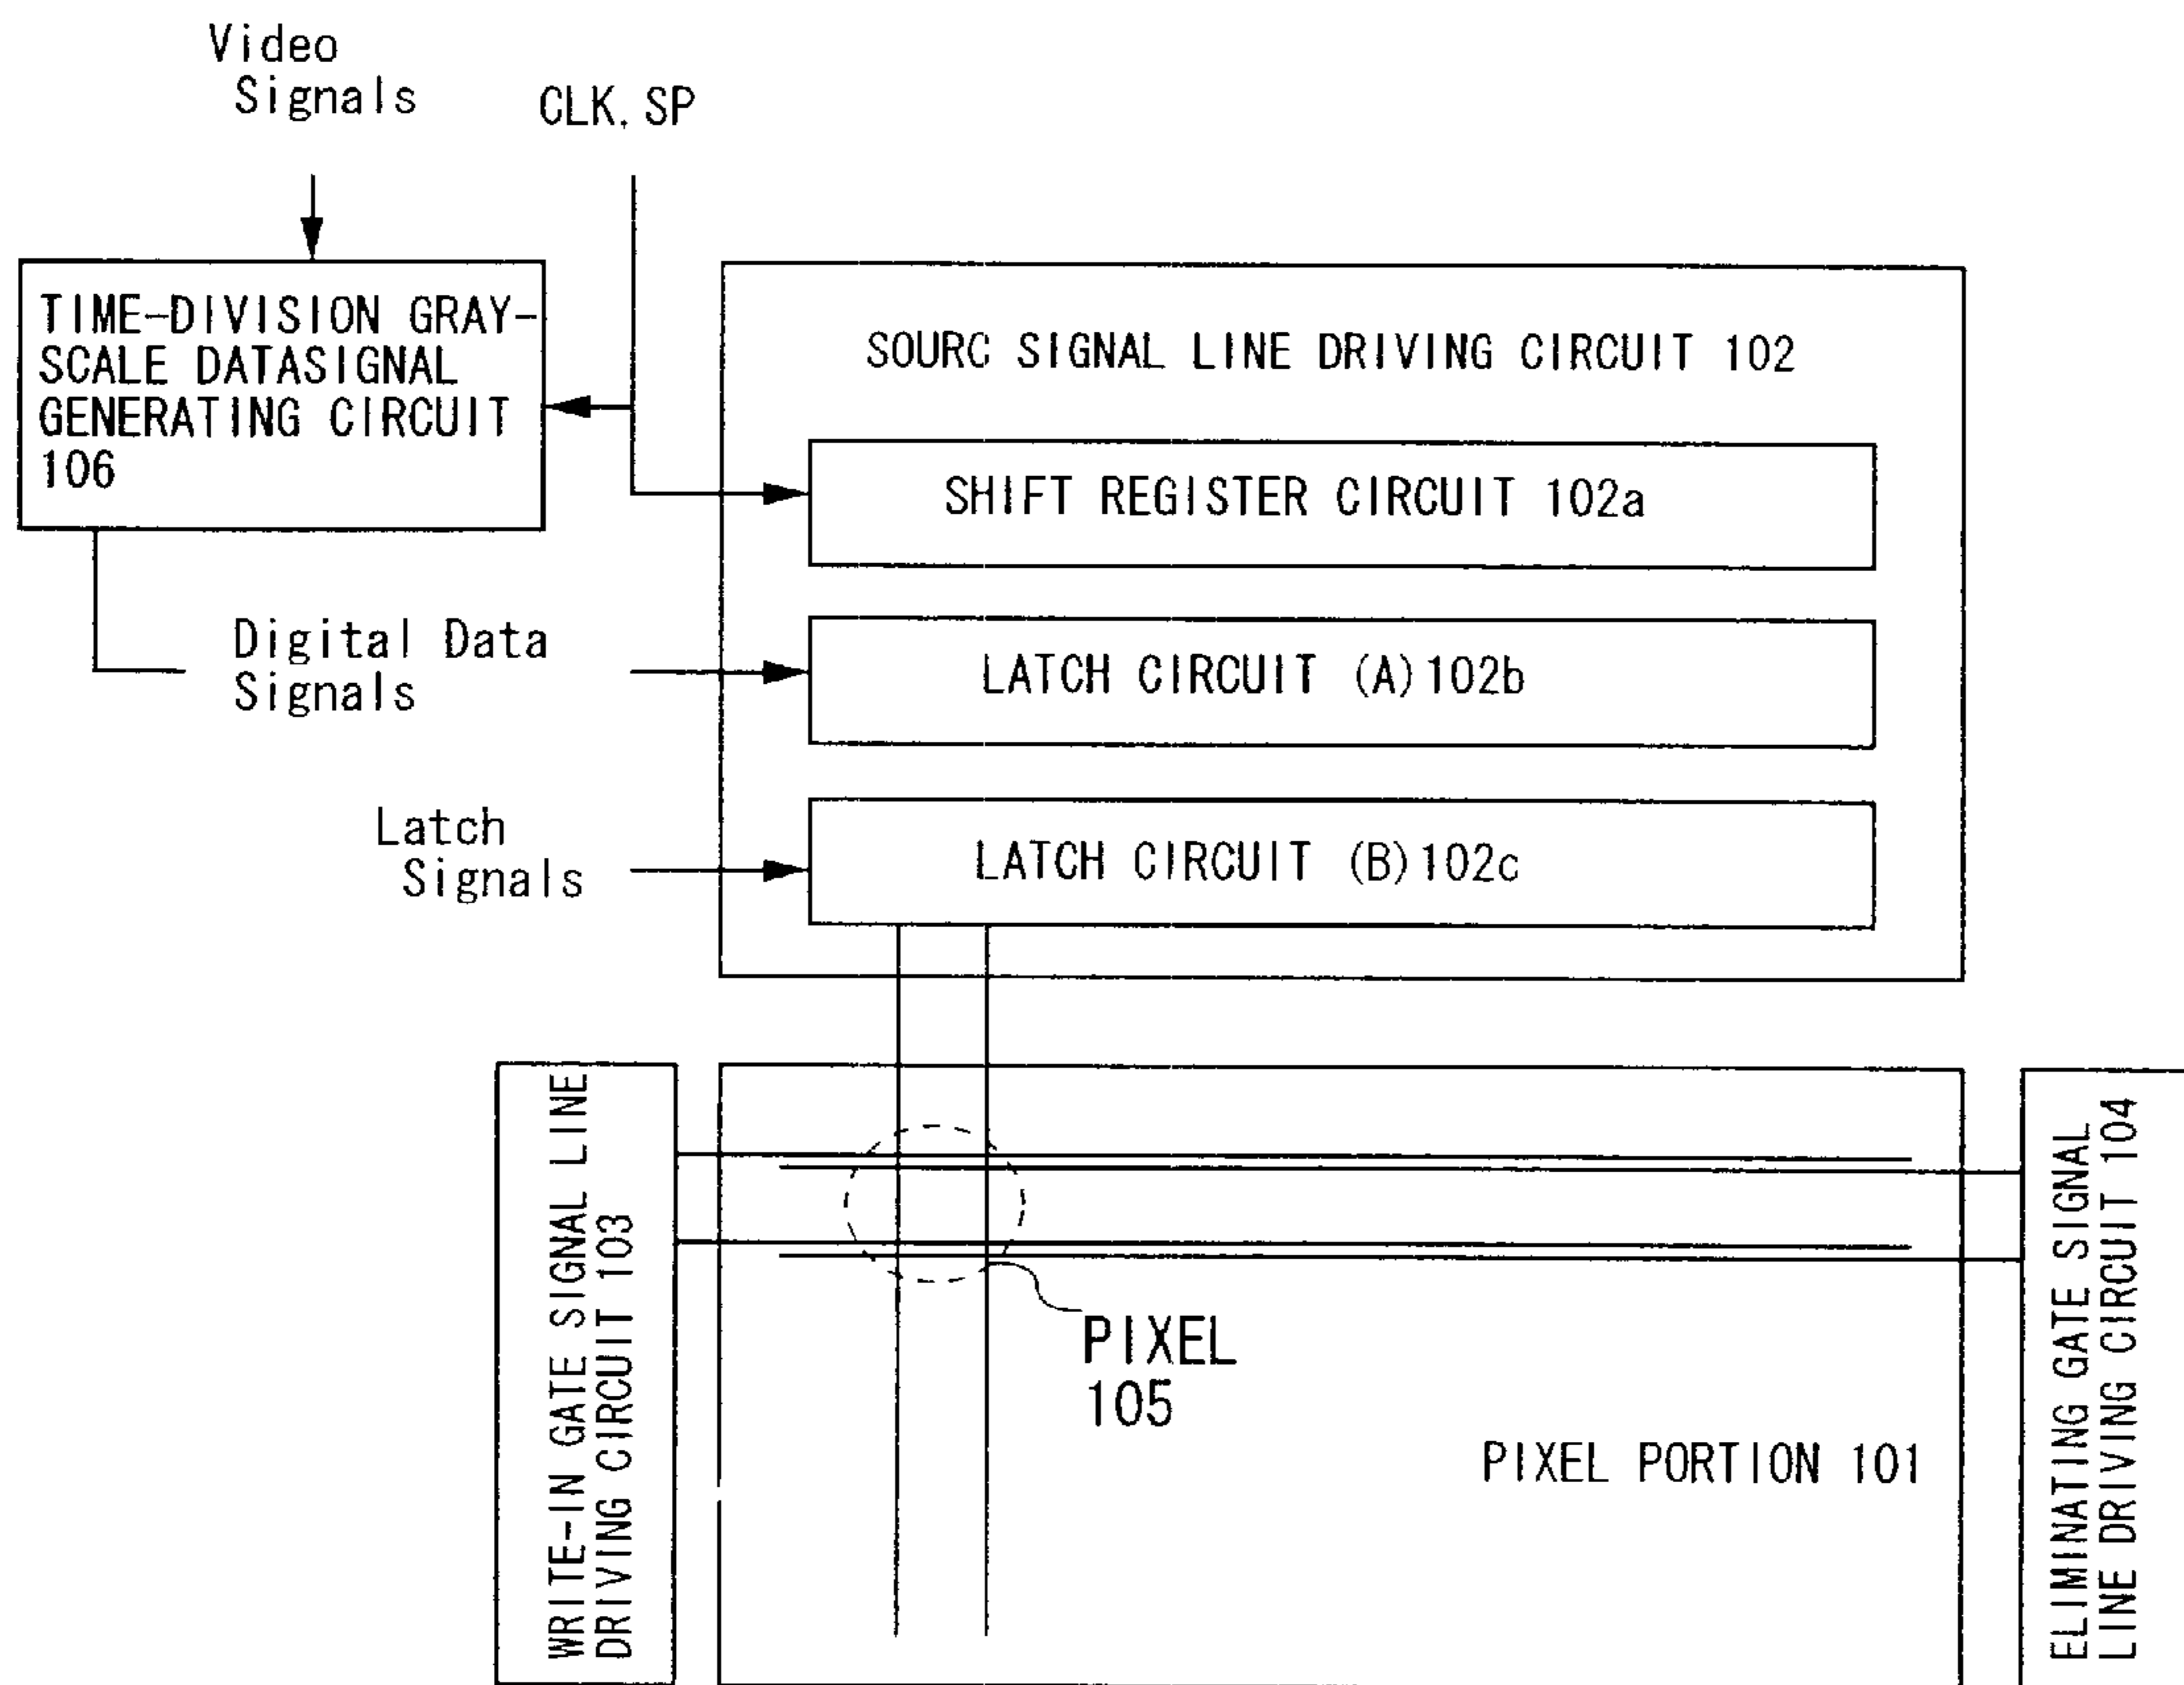 Video
Signals
CLK. SP
TIME-DIVISION GRAY-
SCALE DATASIGNAL
GENERATING CIRCUIT
106
SOURC SIGNAL LINE DRIVING CIRCUIT 102
SHIFT REGISTER CIRCUIT 102a
Digital Data
Signals
LATCH CIRCUIT (A)102b
Latch
Signals
LATCH CIRCUIT (B)102c
WRITE-IN GATE SIGNAL LINE
DRIVING CIRCUIT 103
PIXEL
105
PIXEL PORTION 101
ELIMINATING GATE SIGNAL
LINE DRIVING CIRCUIT 104